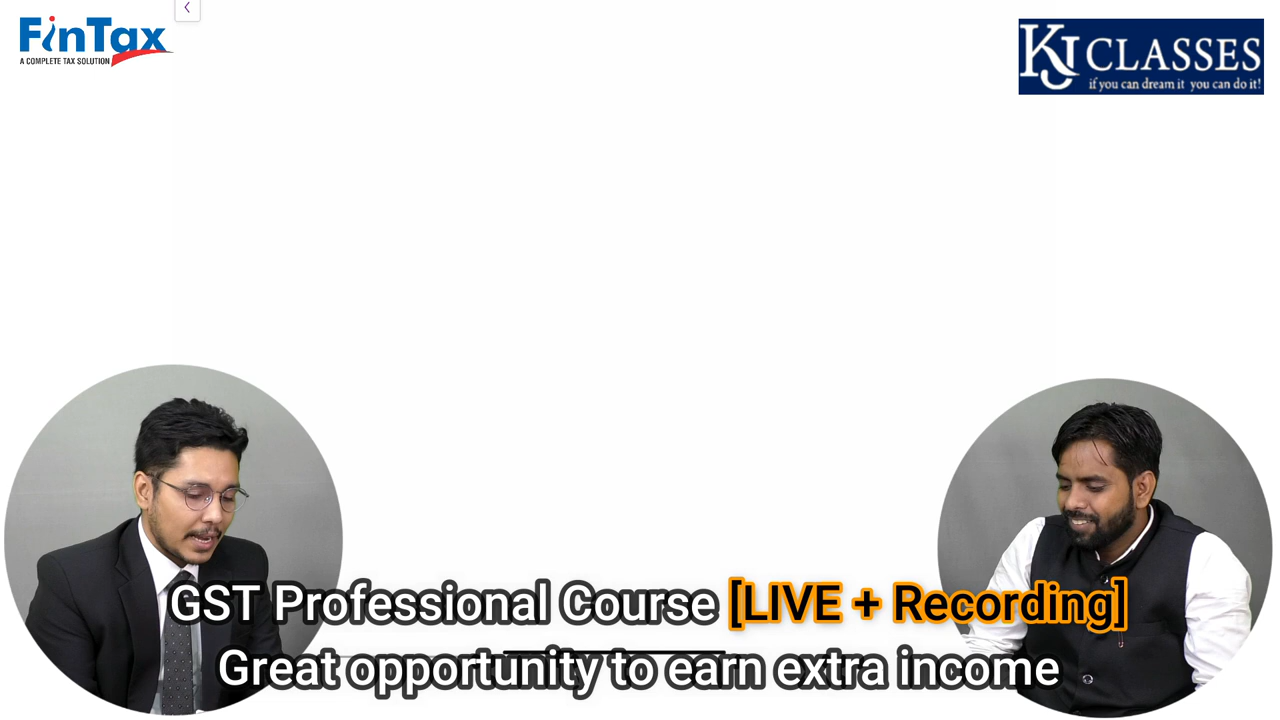 FinTax
A COMPLETE TAX SOLUTION
KJ CLASSES
if you can dream it you can do it!
GST Professional Course [LIVE + Recording]
Great opportunity to earn extra income